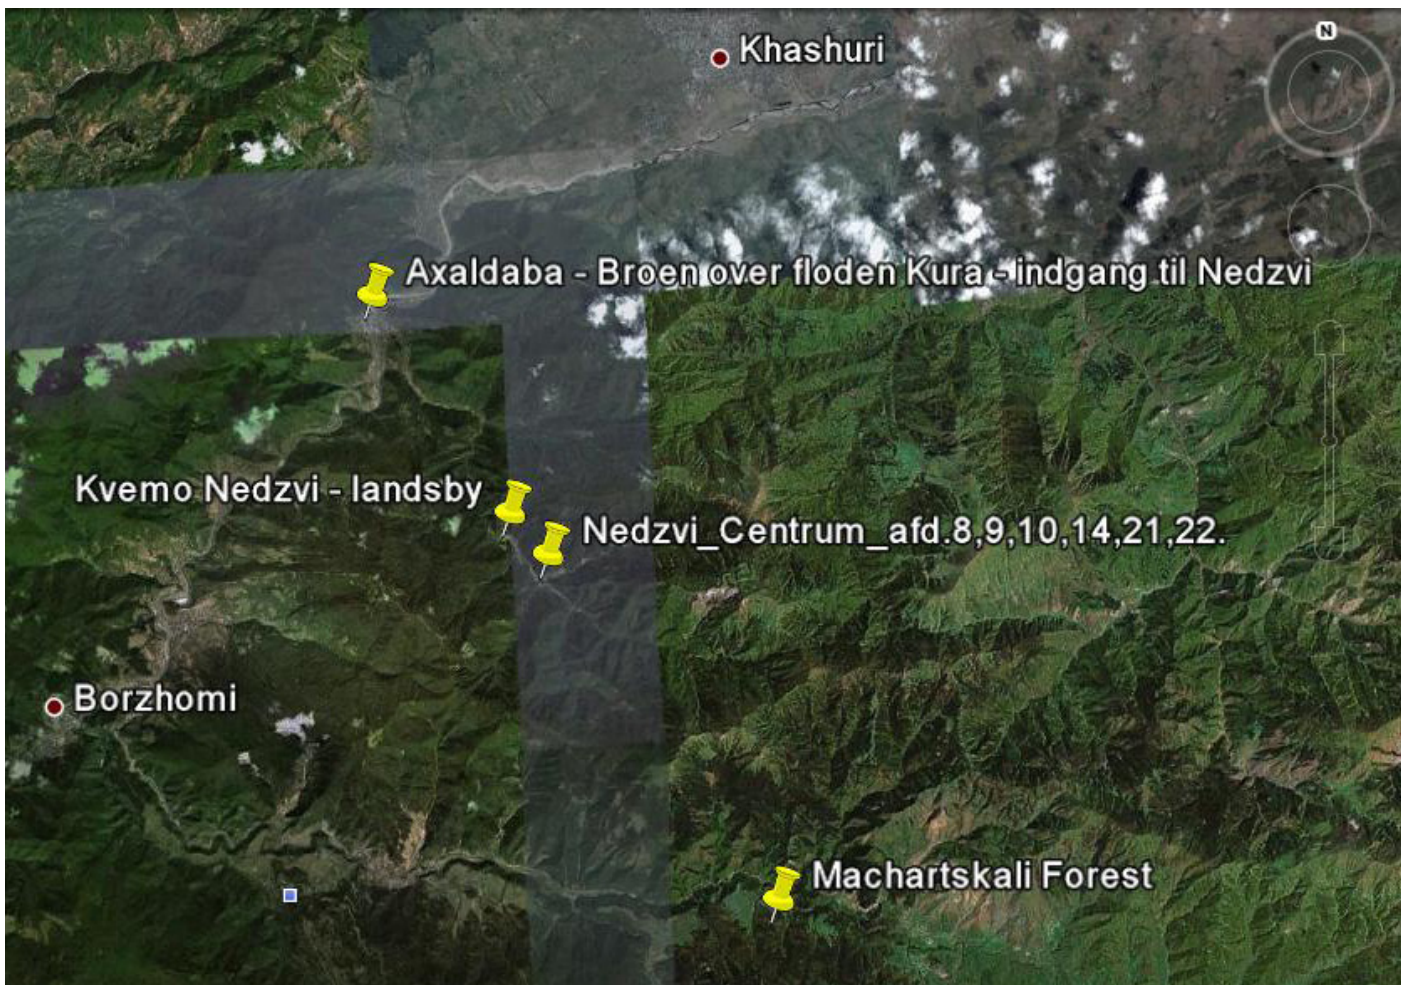 N
Khashuri
Axaldaba - Broen over floden Kura - indgang til Nedzvi
Kvemo Nedzvi - landsby
Nedzvi_Centrum_afd.8,9,10,14,21,22.
Borzhomi
Machartskali Forest